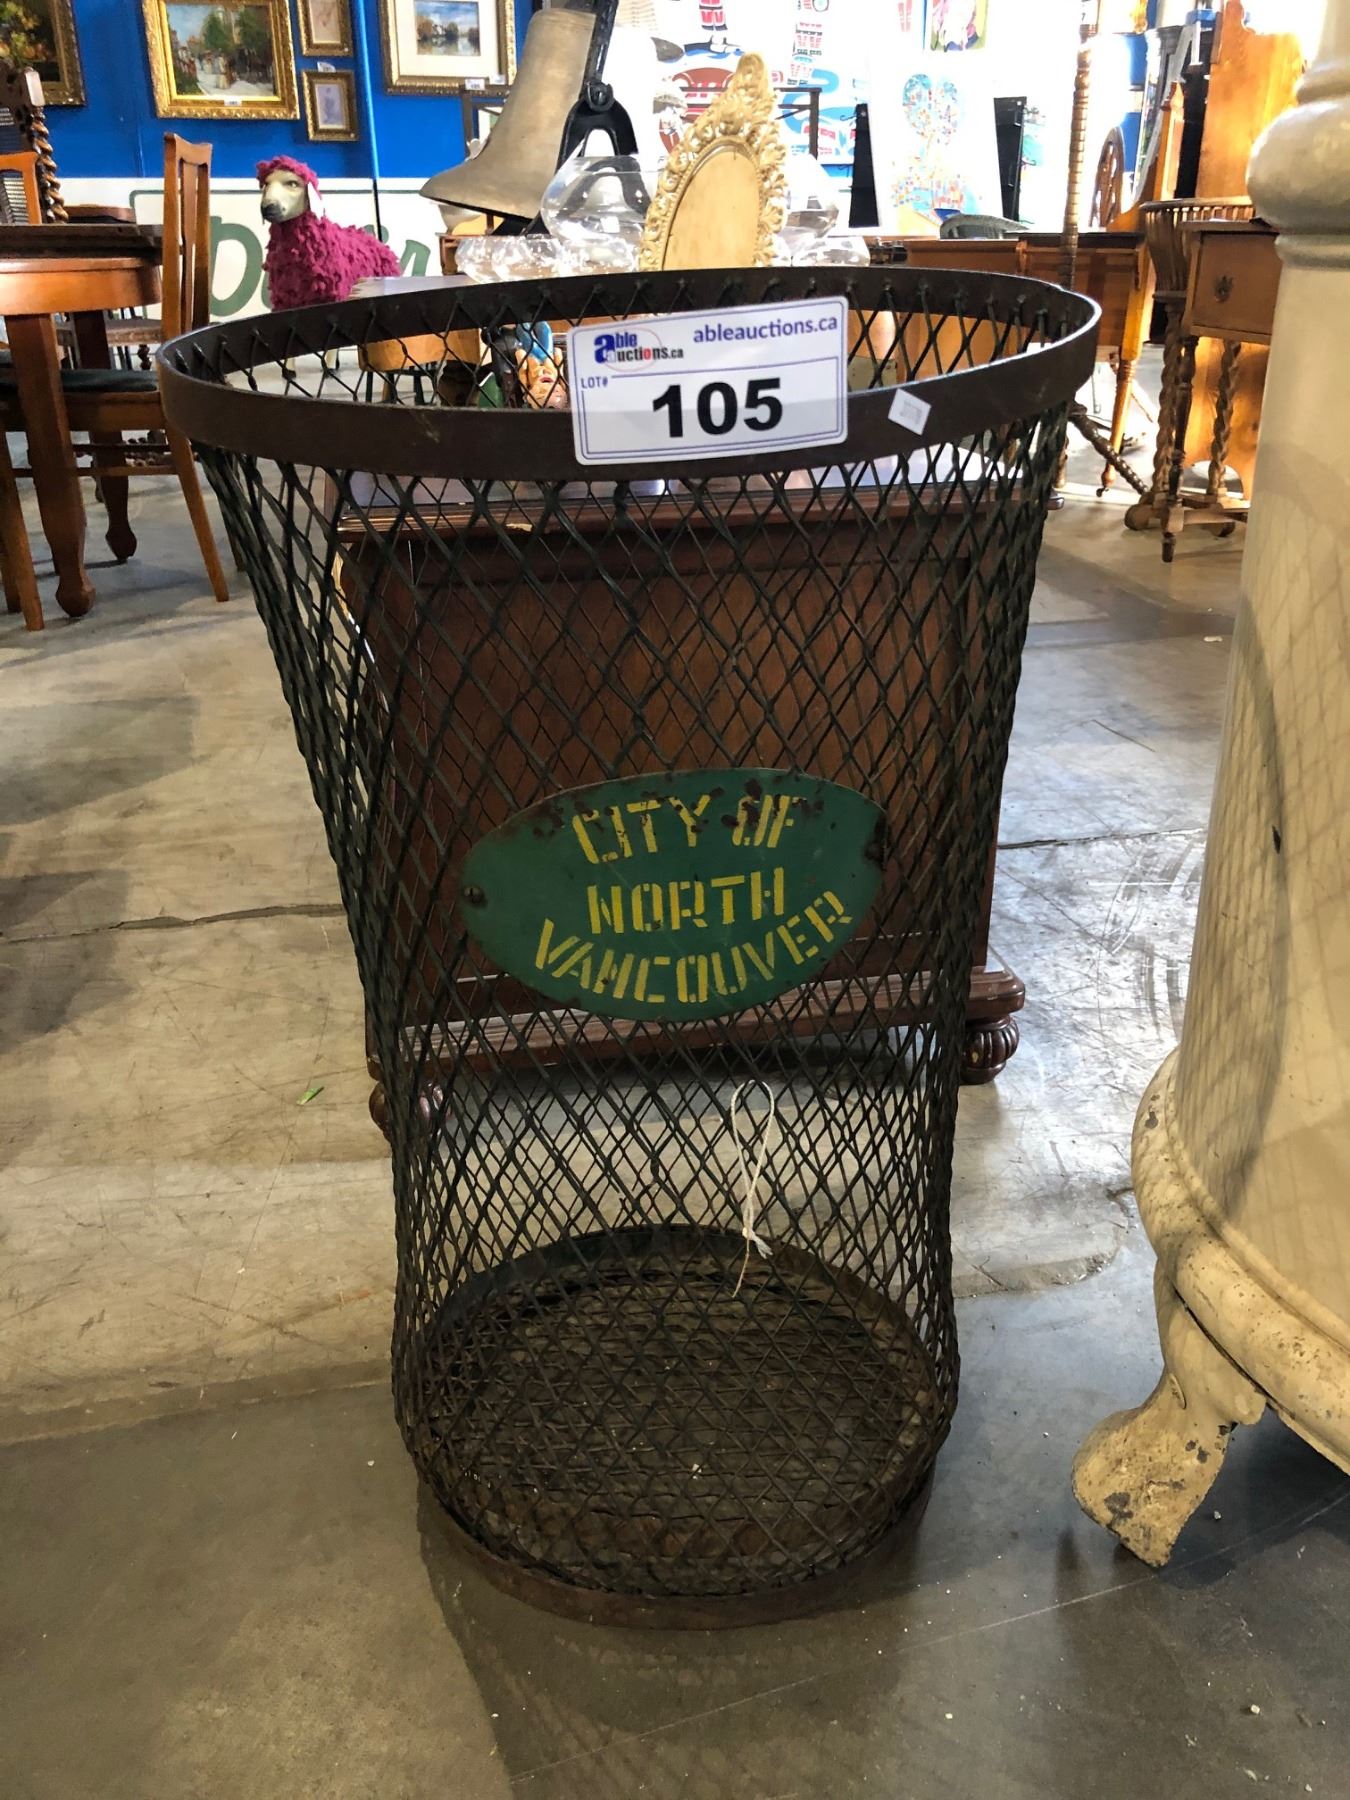 able auctions.ca
ableauctions.ca
LOT#
105
CITY OF
NORTH
VANCOUVER